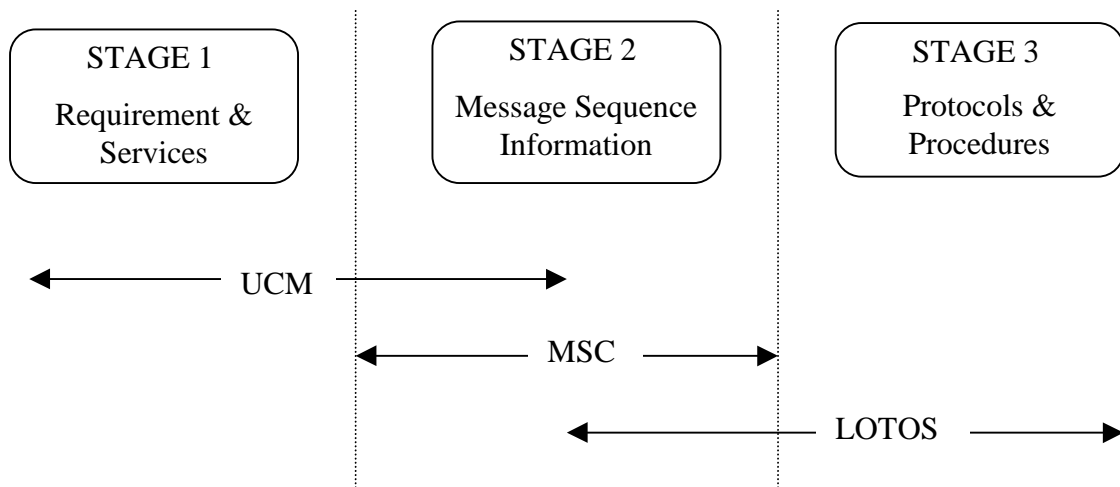 STAGE 1
Requirement &
Services
STAGE 2
Message Sequence
Information
STAGE 3
Protocols &
Procedures
UCM
MSC
LOTOS